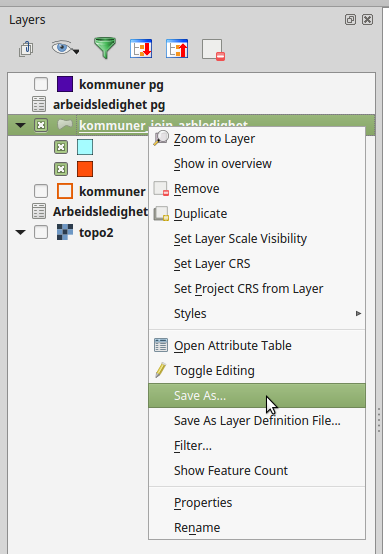 Layers
kommuner pg
arbeidsledighet pg
kommuner join arbledighet
Zoom to Layer
Show in overview
Remove
kommuner
Duplicate
Arbeidsledighet
topo2
Set Layer Scale Visibility
Set Layer CRS
Set Project CRS from Layer
Styles
Open Attribute Table
Toggle Editing
Save As...
Save As Layer Definition File...
Filter...
Show Feature Count
Properties
Rename